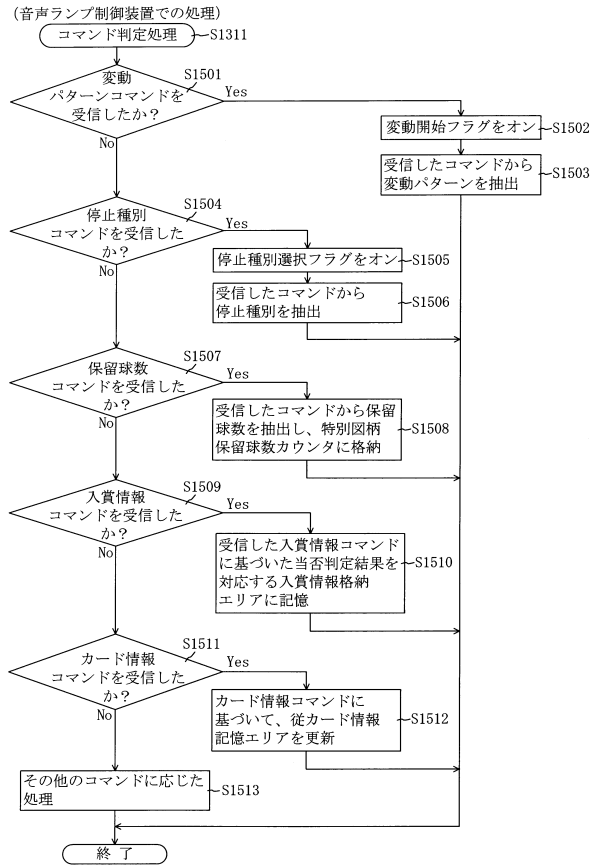 (音声ランプ制御装置での処理)
コマンド判定処理
S1311
変動
パターンコマンドを
受信したか？
S1501
Yes
No
変動開始フラグをオン
S1502
受信したコマンドから
変動パターンを抽出
S1503
停止種別
コマンドを受信した
か？
S1504
Yes
No
停止種別選択フラグをオン
S1505
受信したコマンドから
停止種別を抽出
S1506
保留球数
コマンドを受信した
か？
S1507
Yes
No
受信したコマンドから保留
球数を抽出し、特別図柄
保留球数カウンタに格納
S1508
入賞情報
コマンドを受信した
か？
S1509
Yes
No
受信した入賞情報コマンド
に基づいた当否判定結果を
対応する入賞情報格納
エリアに記憶
S1510
カード情報
コマンドを受信した
か？
S1511
Yes
No
カード情報コマンドに
基づいて、従カード情報
記憶エリアを更新
S1512
その他のコマンドに応じた
処理
S1513
終 了